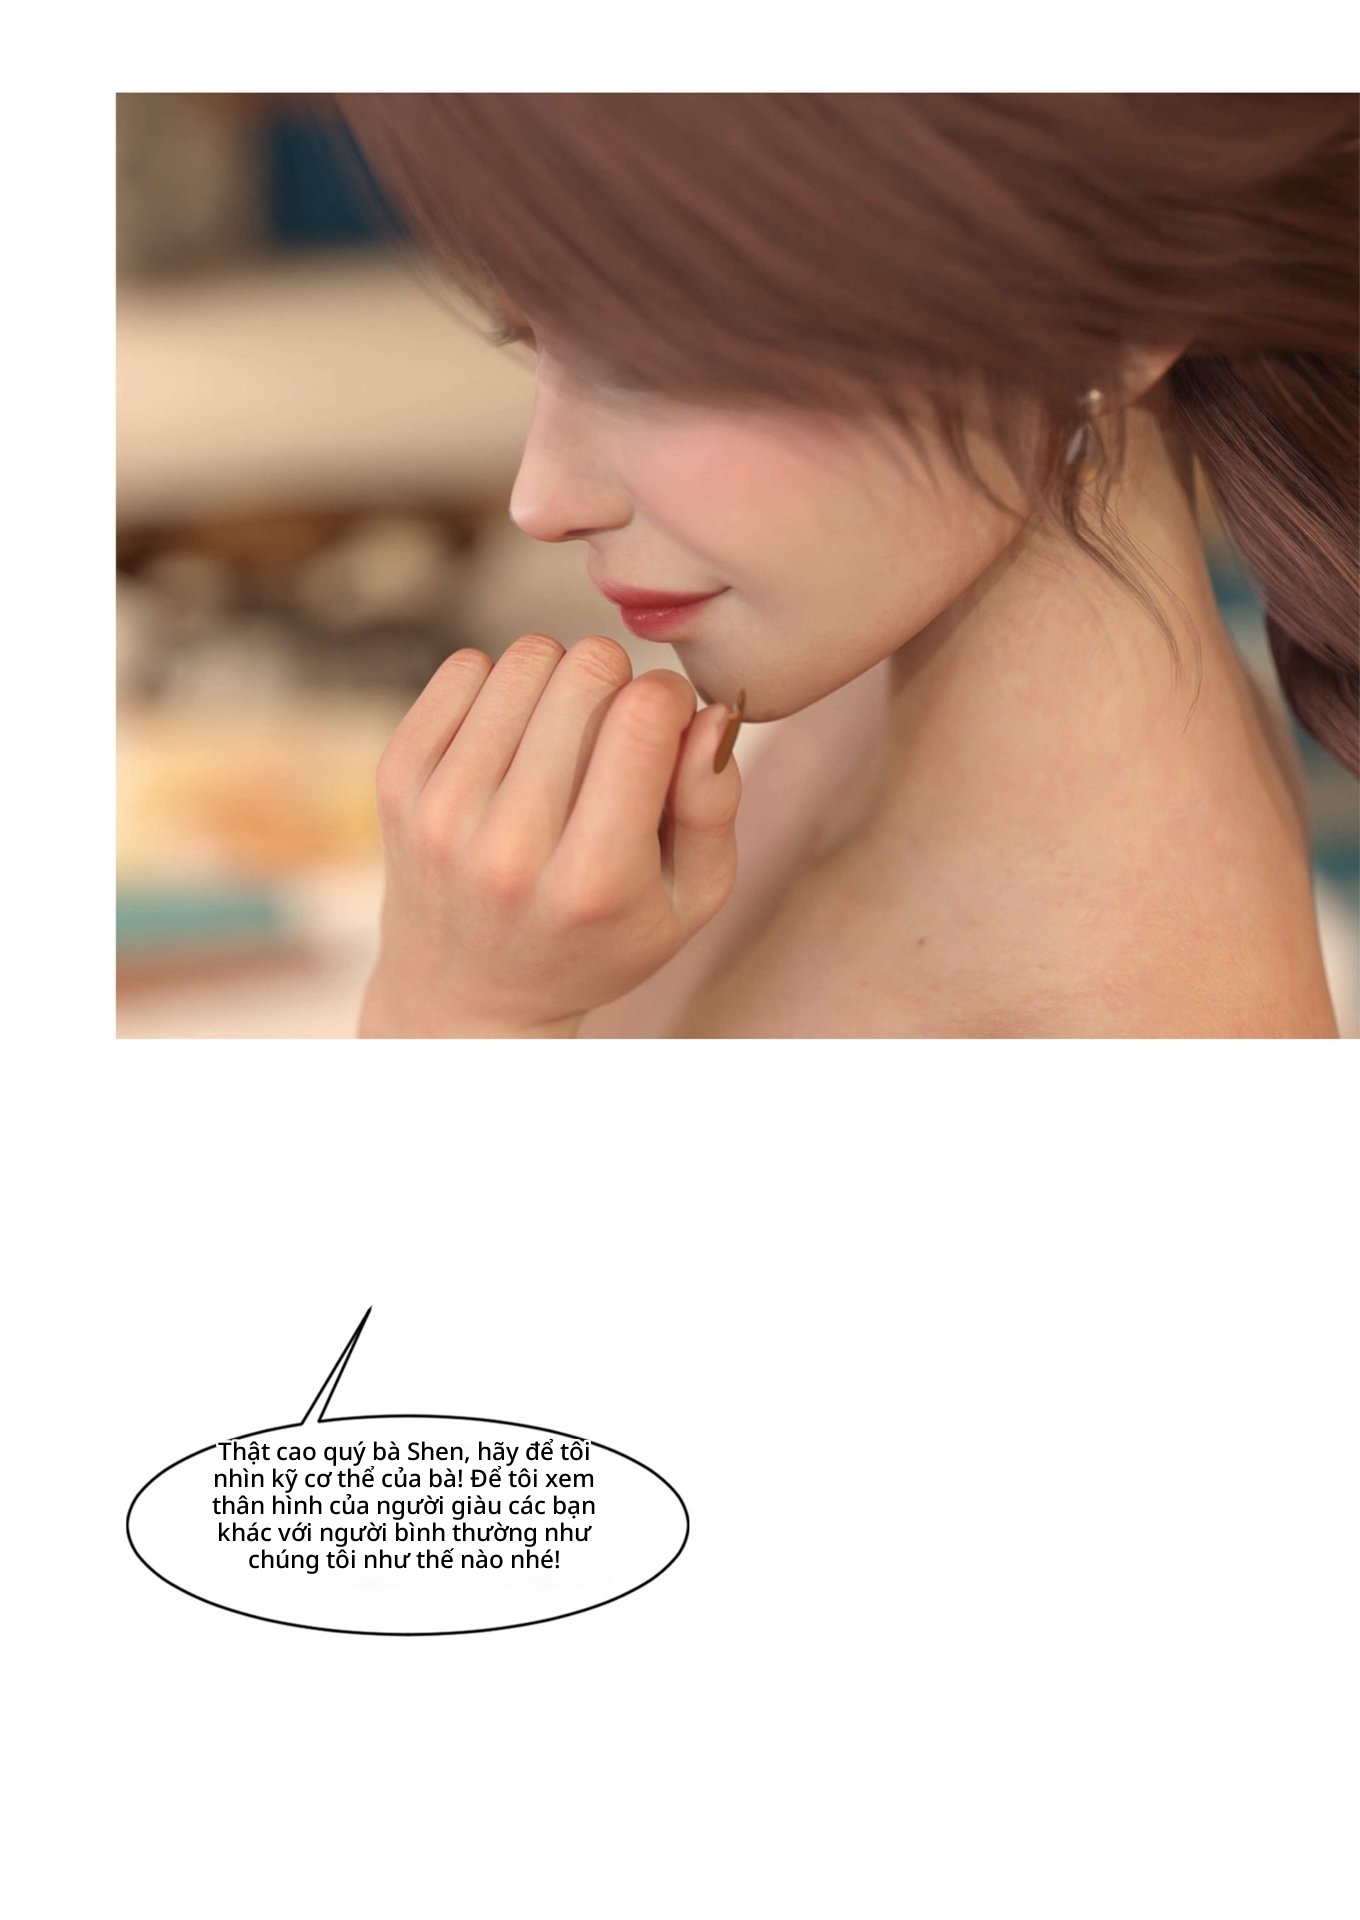 Thật cao quý bà Shen, hãy để tôi
nhìn kỹ cơ thể của bà! Để tôi xem
thân hình của người giàu các bạn
khác với người bình thường như
chúng tôi như thế nào nhé!